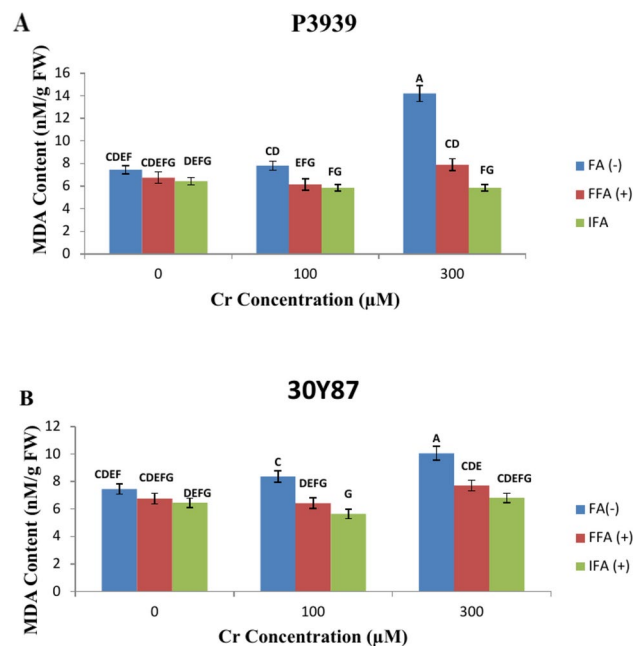 A
P3939
MDA Content (nM/g FW)
16
14
12
10
8
6
4
2
0
CDEF
CDEFG
DEFG
CD
EFG
FG
A
CD
FG
0
100
300
Cr Concentration (µM)
FA (-)
FFA (+)
IFA
B
30Y87
MDA Content (nM/g FW)
12
10
8
6
4
2
0
CDEF
CDEFG
DEFG
C
DEFG
G
A
CDE
CDEFG
0
100
300
Cr Concentration (µM)
FA(-)
FFA (+)
IFA (+)